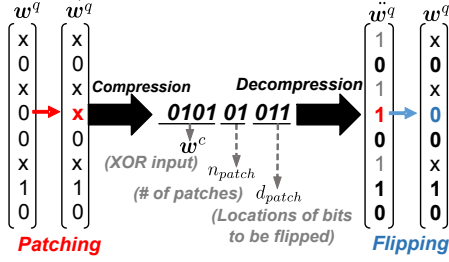 w^q w^q ẅ^q w^q
x x 1 x
0 0 0 0
x x 1 x
0 x 1 0
0 0 0 0
x x 1 x
1 1 1 1
0 0 0 0
Compression Decompression
0101 01 011
w^c
(XOR input)
n_patch
(# of patches)
d_patch
(Locations of bits
to be flipped)
Patching Flipping